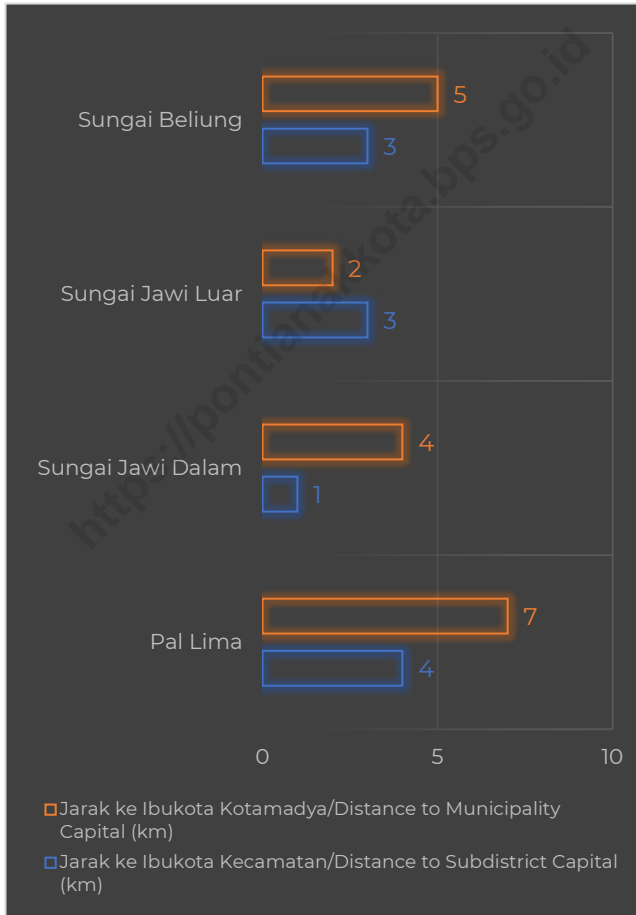 Sungai Beliung
5
3
Sungai Jawi Luar
2
3
Sungai Jawi Dalam
4
1
Pal Lima
7
4
0 5 10
Jarak ke Ibukota Kotamadya/Distance to Municipality
Capital (km)
Jarak ke Ibukota Kecamatan/Distance to Subdistrict Capital
(km)
https://pontianakkota.bps.go.id